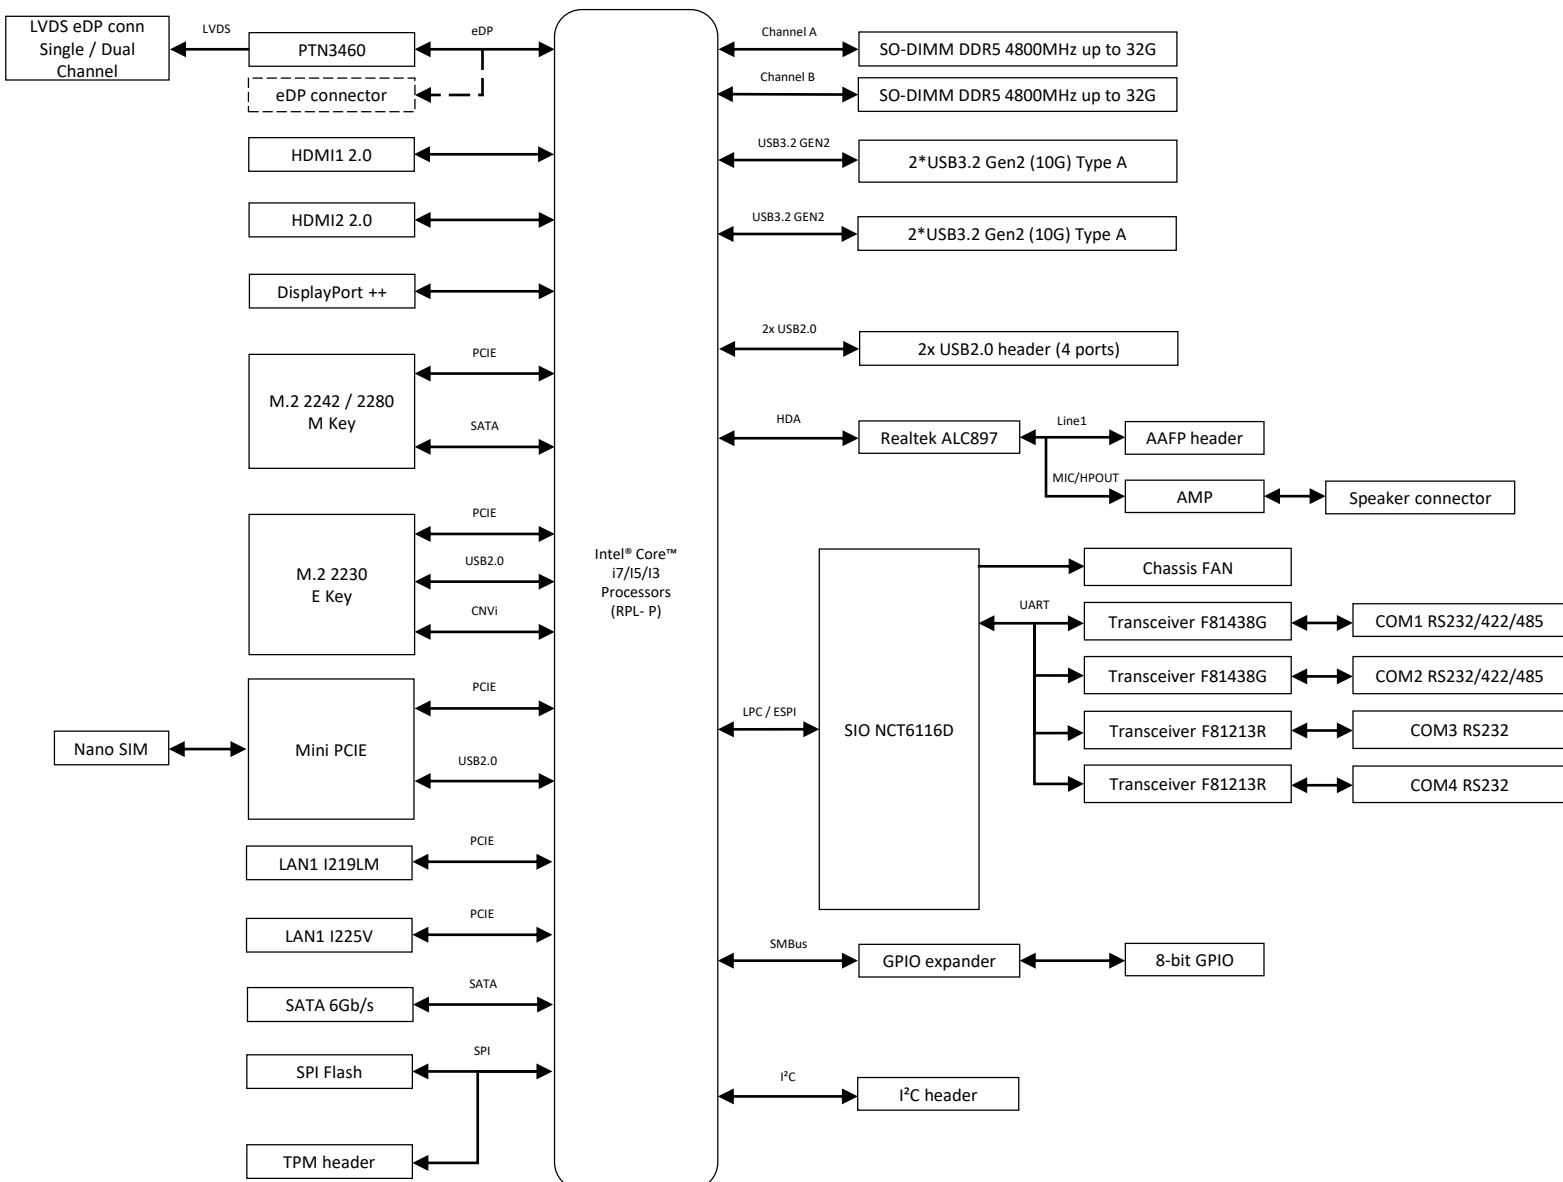 LVDS eDP conn
Single / Dual
Channel
LVDS
PTN3460
eDP
eDP connector
HDMI1 2.0
HDMI2 2.0
DisplayPort ++
M.2 2242 / 2280
M Key
PCIE
SATA
M.2 2230
E Key
PCIE
USB2.0
CNVi
Nano SIM
Mini PCIE
PCIE
USB2.0
LAN1 I219LM
PCIE
LAN1 I225V
PCIE
SATA 6Gb/s
SATA
SPI Flash
SPI
TPM header
Intel® Core™
i7/I5/I3
Processors
(RPL- P)
Channel A
SO-DIMM DDR5 4800MHz up to 32G
Channel B
SO-DIMM DDR5 4800MHz up to 32G
USB3.2 GEN2
2*USB3.2 Gen2 (10G) Type A
USB3.2 GEN2
2*USB3.2 Gen2 (10G) Type A
2x USB2.0
2x USB2.0 header (4 ports)
HDA
Realtek ALC897
Line1
AAFP header
MIC/HPOUT
AMP
Speaker connector
LPC / ESPI
SIO NCT6116D
Chassis FAN
UART
Transceiver F81438G
COM1 RS232/422/485
Transceiver F81438G
COM2 RS232/422/485
Transceiver F81213R
COM3 RS232
Transceiver F81213R
COM4 RS232
SMBus
GPIO expander
8-bit GPIO
I²C
I²C header